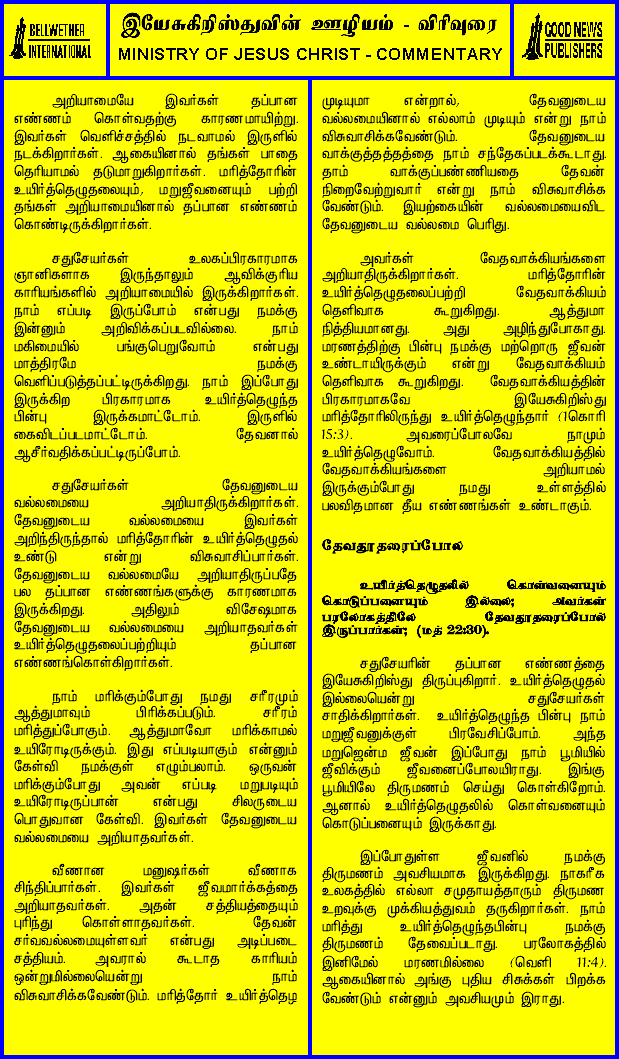 BELLWETHER
INTERNATIONAL
இயேசுகிறிஸ்துவின் ஊழியம் - விரிவுரை
MINISTRY OF JESUS CHRIST - COMMENTARY
GOOD NEWS
PUBLISHERS
அறியாமையே இவர்கள் தப்பான
எண்ணம் கொள்வதற்கு காரணமாயிற்று.
இவர்கள் வெளிச்சத்தில் நடவாமல் இருளில்
நடக்கிறார்கள். ஆகையினால் தங்கள் பாதை
தெரியாமல் தடுமாறுகிறார்கள். மரித்தோரின்
உயிர்த்தெழுதலையும், மறுஜீவனையும் பற்றி
தங்கள் அறியாமையினால் தப்பான எண்ணம்
கொண்டிருக்கிறார்கள்.
சதுசேயர்கள் உலகப்பிரகாரமாக
ஞானிகளாக இருந்தாலும் ஆவிக்குரிய
காரியங்களில் அறியாமையில் இருக்கிறார்கள்.
நாம் எப்படி இருப்போம் என்பது நமக்கு
இன்னும் அறிவிக்கப்படவில்லை. நாம்
மகிமையில் பங்குபெறுவோம் என்பது
மாத்திரமே நமக்கு
வெளிப்படுத்தப்பட்டிருக்கிறது. நாம் இப்போது
இருக்கிற பிரகாரமாக உயிர்த்தெழுந்த
பின்பு இருக்கமாட்டோம். இருளில்
கைவிடப்படமாட்டோம். தேவனால்
ஆசீர்வதிக்கப்பட்டிருப்போம்.
சதுசேயர்கள் தேவனுடைய
வல்லமையை அறியாதிருக்கிறார்கள்.
தேவனுடைய வல்லமையை இவர்கள்
அறிந்திருந்தால் மரித்தோரின் உயிர்த்தெழுதல்
உண்டு என்று விசுவாசிப்பார்கள்.
தேவனுடைய வல்லமையே அறியாதிருப்பதே
பல தப்பான எண்ணங்களுக்கு காரணமாக
இருக்கிறது. அதிலும் விசேஷமாக
தேவனுடைய வல்லமையை அறியாதவர்கள்
உயிர்த்தெழுதலைப்பற்றியும் தப்பான
எண்ணங்கொள்கிறார்கள்.
நாம் மரிக்கும்போது நமது சரீரமும்
ஆத்துமாவும் பிரிக்கப்படும். சரீரம்
மரித்துப்போகும். ஆத்துமாவோ மரிக்காமல்
உயிரோடிருக்கும். இது எப்படியாகும் என்னும்
கேள்வி நமக்குள் எழும்பலாம். ஒருவன்
மரிக்கும்போது அவன் எப்படி மறுபடியும்
உயிரோடிருப்பான் என்பது சிலருடைய
பொதுவான கேள்வி. இவர்கள் தேவனுடைய
வல்லமையை அறியாதவர்கள்.
வீணான மனுஷர்கள் வீணாக
சிந்திப்பார்கள். இவர்கள் ஜீவமார்க்கத்தை
அறியாதவர்கள். அதன் சத்தியத்தையும்
புரிந்து கொள்ளாதவர்கள். தேவன்
சர்வவல்லமையுள்ளவர் என்பது அடிப்படை
சத்தியம். அவரால் கூடாத காரியம்
ஒன்றுமில்லையென்று நாம்
விசுவாசிக்கவேண்டும். மரித்தோர் உயிர்த்தெழ
முடியுமா என்றால், தேவனுடைய
வல்லமையினால் எல்லாம் முடியும் என்று நாம்
விசுவாசிக்கவேண்டும். தேவனுடைய
வாக்குத்தத்தத்தை நாம் சந்தேகப்படக்கூடாது.
தாம் வாக்குப்பண்ணியதை தேவன்
நிறைவேற்றுவார் என்று நாம் விசுவாசிக்க
வேண்டும். இயற்கையின் வல்லமையைவிட
தேவனுடைய வல்லமை பெரிது.
அவர்கள் வேதவாக்கியங்களை
அறியாதிருக்கிறார்கள். மரித்தோரின்
உயிர்த்தெழுதலைப்பற்றி வேதவாக்கியம்
தெளிவாக கூறுகிறது. ஆத்துமா
நித்தியமானது. அது அழிந்துபோகாது.
மரணத்திற்கு பின்பு நமக்கு மற்றொரு ஜீவன்
உண்டாயிருக்கும் என்று வேதவாக்கியம்
தெளிவாக கூறுகிறது. வேதவாக்கியத்தின்
பிரகாரமாகவே இயேசுகிறிஸ்து
மரித்தோரிலிருந்து உயிர்த்தெழுந்தார் (1கொரி
15:3). அவரைப்போலவே நாமும்
உயிர்த்தெழுவோம். வேதவாக்கியத்தில்
வேதவாக்கியங்களை அறியாமல்
இருக்கும்போது நமது உள்ளத்தில்
பலவிதமான தீய எண்ணங்கள் உண்டாகும்.
தேவதூதரைப்போல்
உயிர்த்தெழுதலில் கொள்வனையும்
கொடுப்பனையும் இல்லை; அவர்கள்
பரலோகத்திலே தேவதூதரைப்போல்
இருப்பார்கள்; (மத் 22:30).
சதுசேயரின் தப்பான எண்ணத்தை
இயேசுகிறிஸ்து திருப்புகிறார். உயிர்த்தெழுதல்
இல்லையென்று சதுசேயர்கள்
சாதிக்கிறார்கள். உயிர்த்தெழுந்த பின்பு நாம்
மறுஜீவனுக்குள் பிரவேசிப்போம். அந்த
மறுஜென்ம ஜீவன் இப்போது நாம் பூமியில்
ஜீவிக்கும் ஜீவனைப்போலயிராது. இங்கு
பூமியிலே திருமணம் செய்து கொள்கிறோம்.
ஆனால் உயிர்த்தெழுதலில் கொள்வனையும்
கொடுப்பனையும் இருக்காது.
இப்போதுள்ள ஜீவனில் நமக்கு
திருமணம் அவசியமாக இருக்கிறது. நாகரீக
உலகத்தில் எல்லா சமுதாயத்தாரும் திருமண
உறவுக்கு முக்கியத்துவம் தருகிறார்கள். நாம்
மரித்து உயிர்த்தெழுந்தபின்பு நமக்கு
திருமணம் தேவைப்படாது. பரலோகத்தில்
இனிமேல் மரணமில்லை (வெளி 11:4).
ஆகையினால் அங்கு புதிய சிசுக்கள் பிறக்க
வேண்டும் என்னும் அவசியமும் இராது.